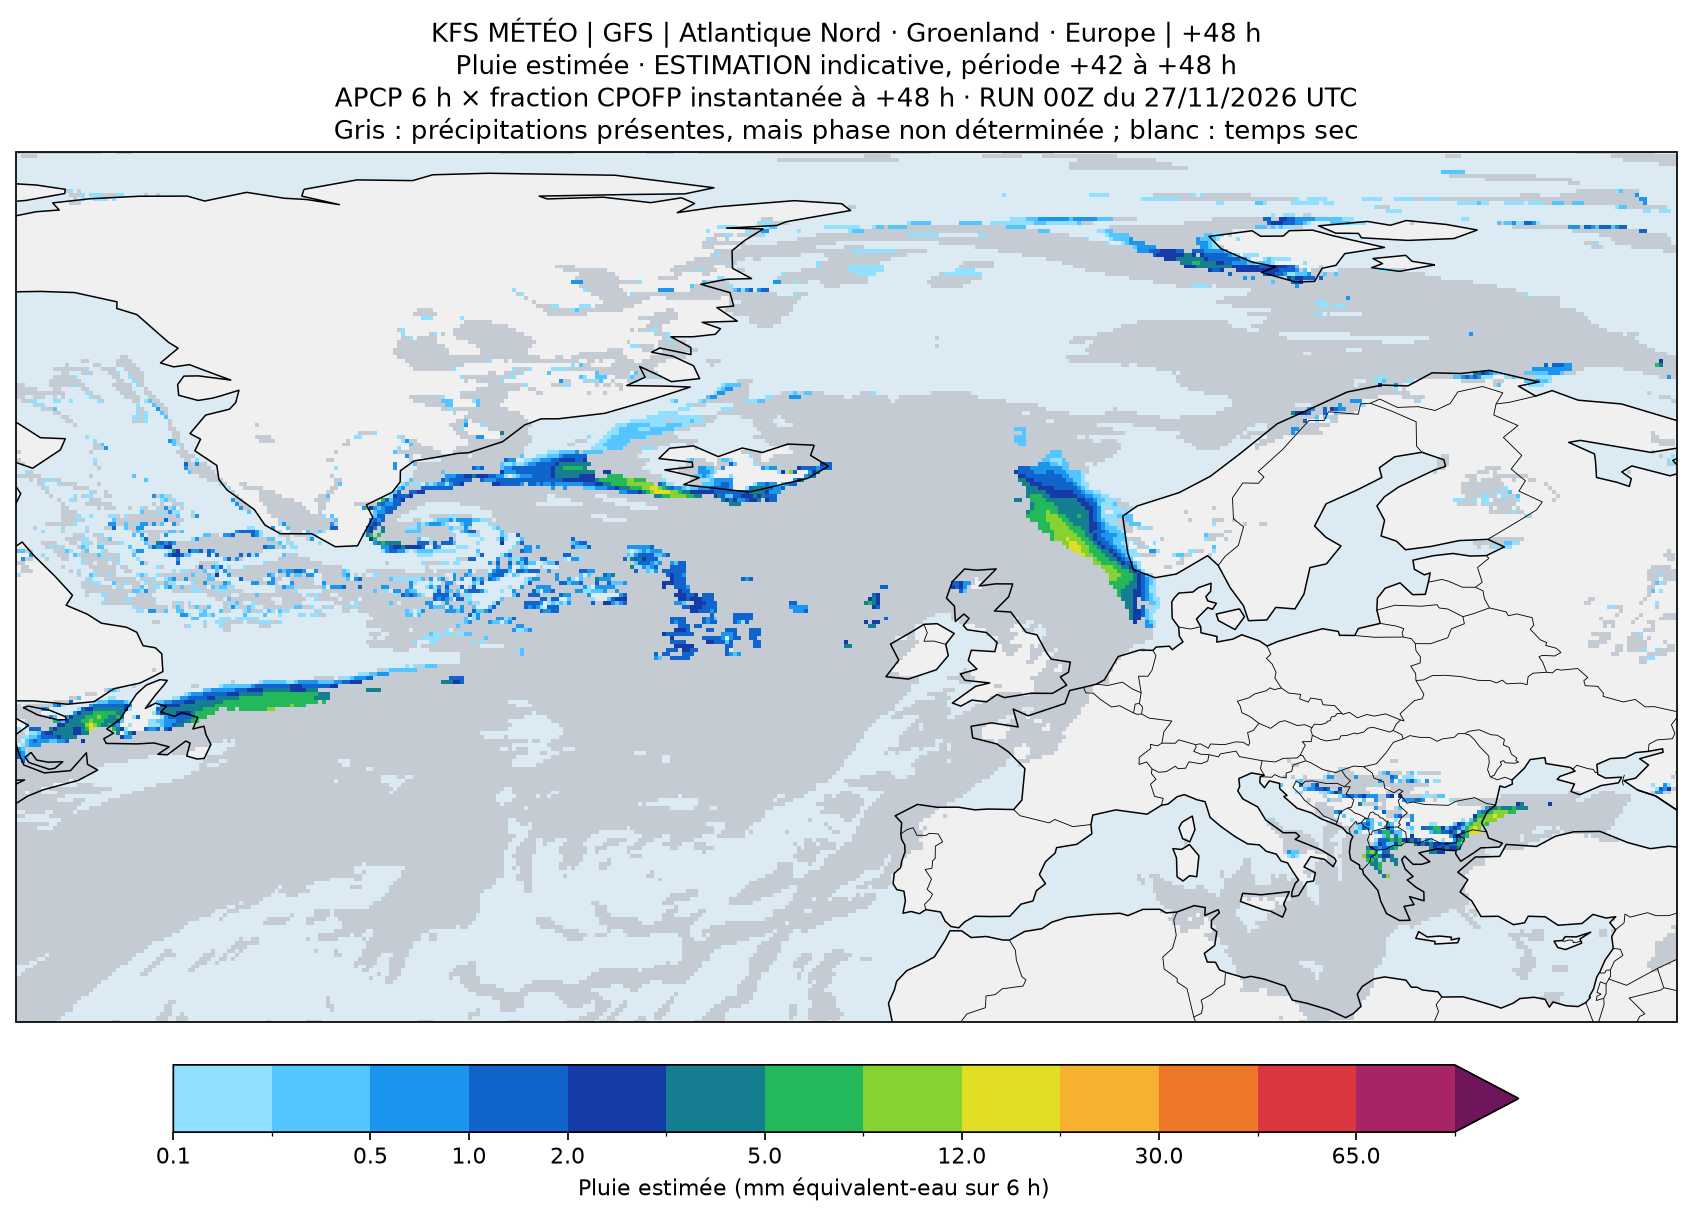 KFS MÉTÉO | GFS | Atlantique Nord · Groenland · Europe | +48 h
Pluie estimée · ESTIMATION indicative, période +42 à +48 h
APCP 6 h × fraction CPOFP instantanée à +48 h · RUN 00Z du 27/11/2026 UTC
Gris : précipitations présentes, mais phase non déterminée ; blanc : temps sec
0.1 0.5 1.0 2.0 5.0 12.0 30.0 65.0
Pluie estimée (mm équivalent-eau sur 6 h)